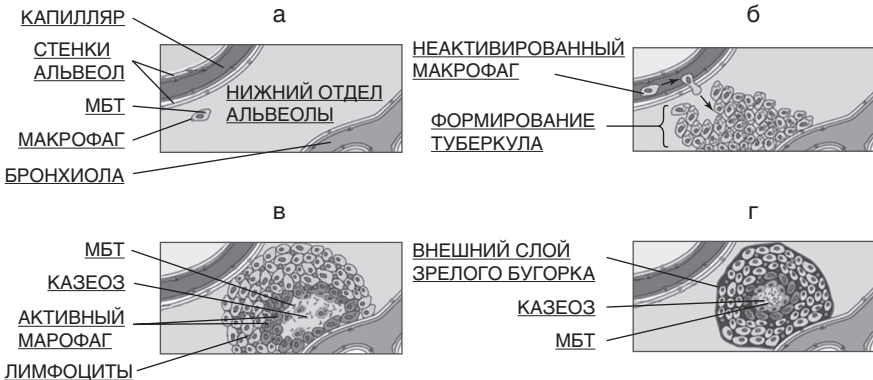 а
КАПИЛЛЯР
СТЕНКИ
АЛЬВЕОЛ
МБТ
МАКРОФАГ
БРОНХИОЛА
НИЖНИЙ ОТДЕЛ
АЛЬВЕОЛЫ
б
НЕАКТИВИРОВАННЫЙ
МАКРОФАГ
ФОРМИРОВАНИЕ
ТУБЕРКУЛА
в
МБТ
КАЗЕОЗ
АКТИВНЫЙ
МАРОФАГ
ЛИМФОЦИТЫ
г
ВНЕШНИЙ СЛОЙ
ЗРЕЛОГО БУГОРКА
КАЗЕОЗ
МБТ